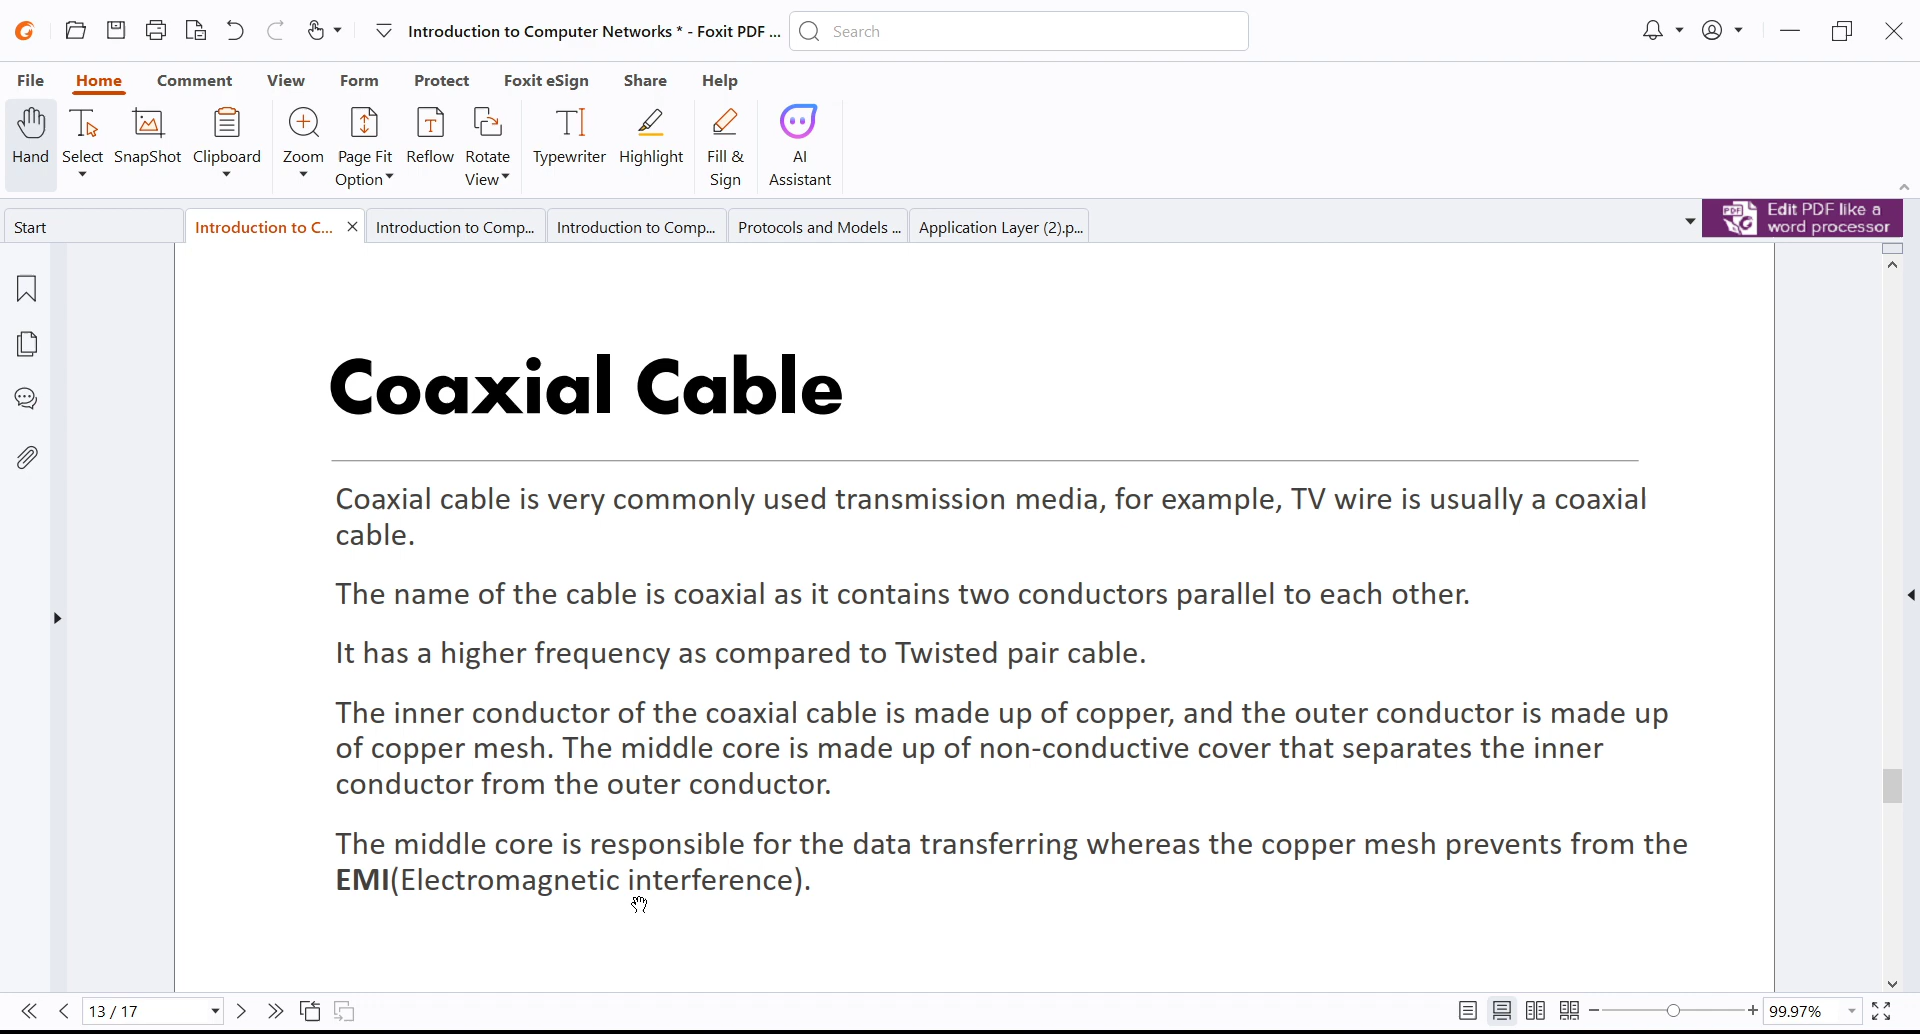 Introduction to Computer Networks * - Foxit PDF ...
Search
File Home Comment View Form Protect Foxit eSign Share Help
Hand Select SnapShot Clipboard Zoom Page Fit Option Reflow Rotate View Typewriter Highlight Fill & Sign AI Assistant
Start Introduction to C... Introduction to Comp... Introduction to Comp... Protocols and Models ... Application Layer (2).p...
PDF Edit PDF like a
word processor
Coaxial Cable
Coaxial cable is very commonly used transmission media, for example, TV wire is usually a coaxial
cable.
The name of the cable is coaxial as it contains two conductors parallel to each other.
It has a higher frequency as compared to Twisted pair cable.
The inner conductor of the coaxial cable is made up of copper, and the outer conductor is made up
of copper mesh. The middle core is made up of non-conductive cover that separates the inner
conductor from the outer conductor.
The middle core is responsible for the data transferring whereas the copper mesh prevents from the
EMI(Electromagnetic interference).
13 / 17
99.97%